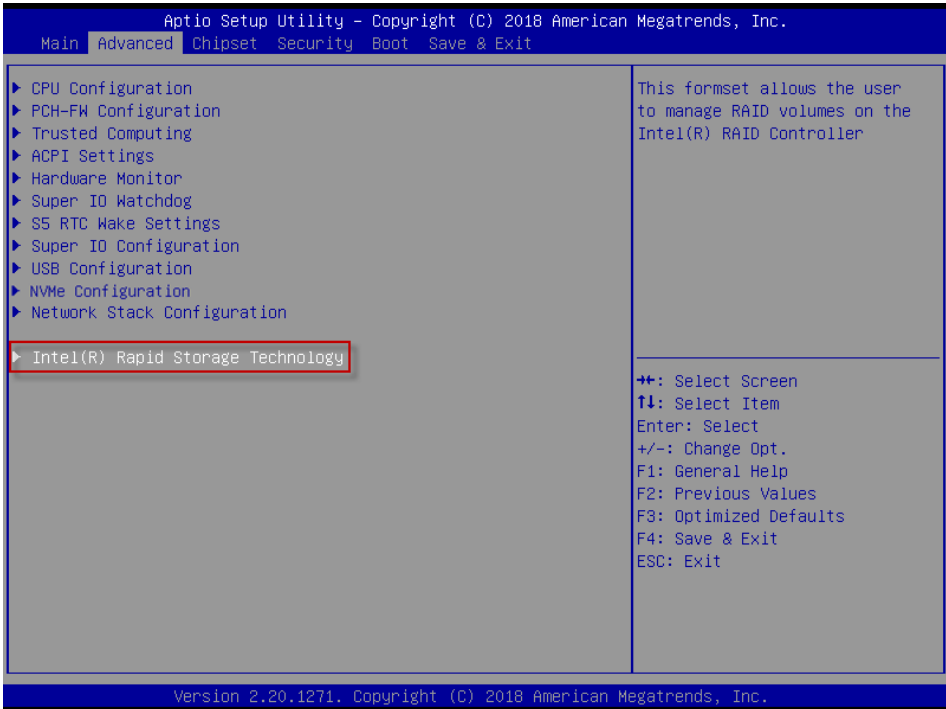 Aptio Setup Utility – Copyright (C) 2018 American Megatrends, Inc.
Main Advanced Chipset Security Boot Save & Exit
CPU Configuration
PCH-FW Configuration
Trusted Computing
ACPI Settings
Hardware Monitor
Super IO Watchdog
S5 RTC Wake Settings
Super IO Configuration
USB Configuration
NVMe Configuration
Network Stack Configuration
Intel(R) Rapid Storage Technology
This formset allows the user
to manage RAID volumes on the
Intel(R) RAID Controller
→←: Select Screen
↑↓: Select Item
Enter: Select
+/-: Change Opt.
F1: General Help
F2: Previous Values
F3: Optimized Defaults
F4: Save & Exit
ESC: Exit
Version 2.20.1271. Copyright (C) 2018 American Megatrends, Inc.